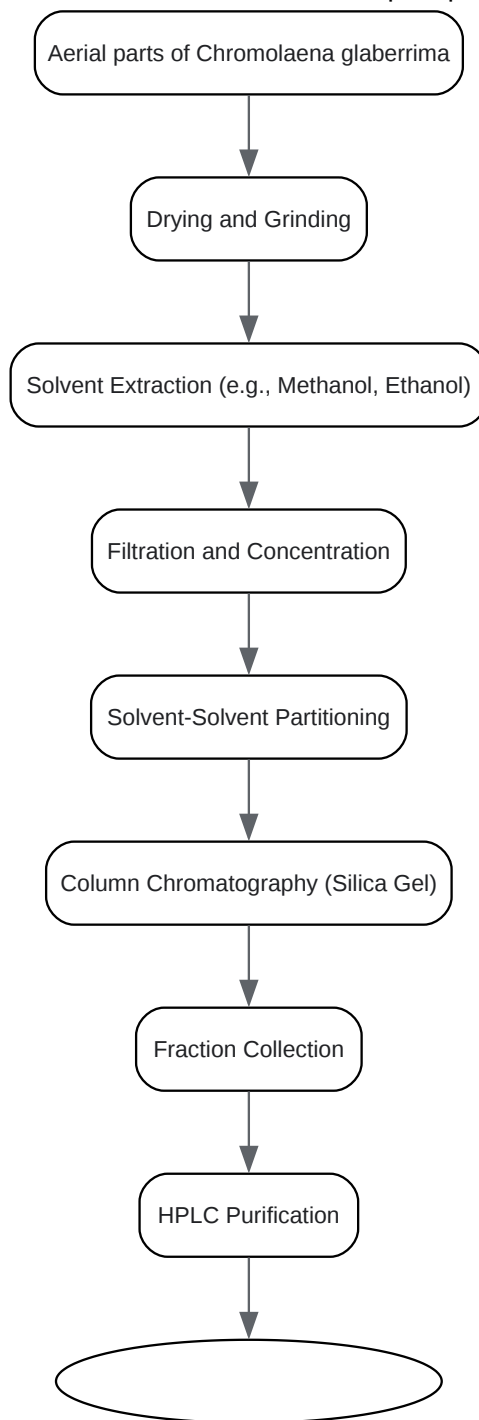 Aerial parts of Chromolaena glaberrima
Drying and Grinding
Solvent Extraction (e.g., Methanol, Ethanol)
Filtration and Concentration
Solvent-Solvent Partitioning
Column Chromatography (Silica Gel)
Fraction Collection
HPLC Purification